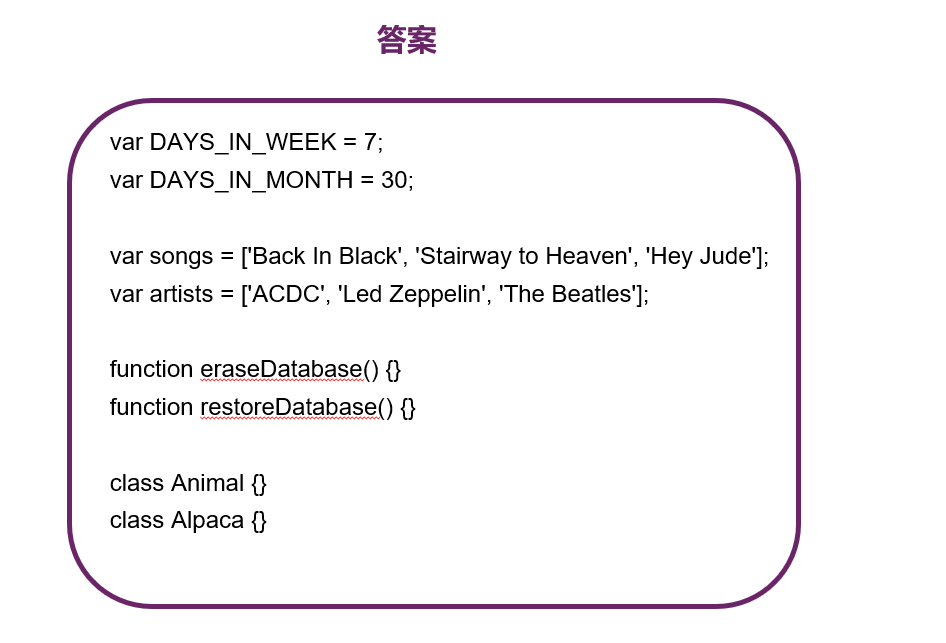 答案
var DAYS_IN_WEEK = 7;
var DAYS_IN_MONTH = 30;
var songs = ['Back In Black', 'Stairway to Heaven', 'Hey Jude'];
var artists = ['ACDC', 'Led Zeppelin', 'The Beatles'];
function eraseDatabase() {}
function restoreDatabase() {}
class Animal {}
class Alpaca {}